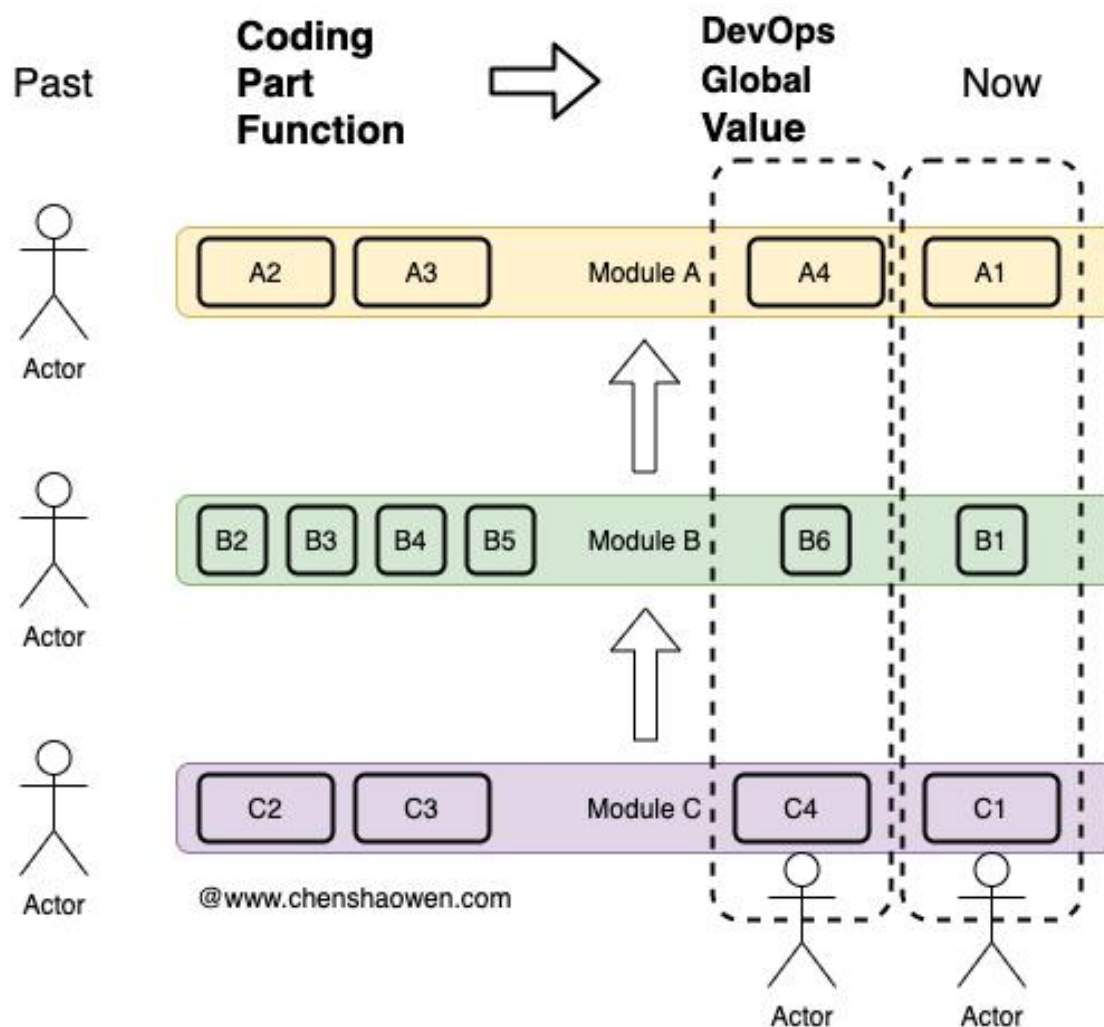 Past
Coding
Part
Function
DevOps
Global
Value
Now
Actor
A2
A3
Module A
A4
A1
Actor
B2
B3
B4
B5
Module B
B6
B1
Actor
C2
C3
Module C
C4
C1
@www.chenshaowen.com
Actor
Actor